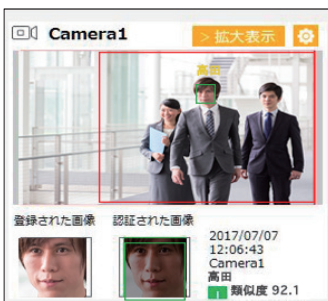 Camera1
>拡大表示
高田
登録された画像 認証された画像
2017/07/07
12:06:43
Camera1
高田
類似度 92.1